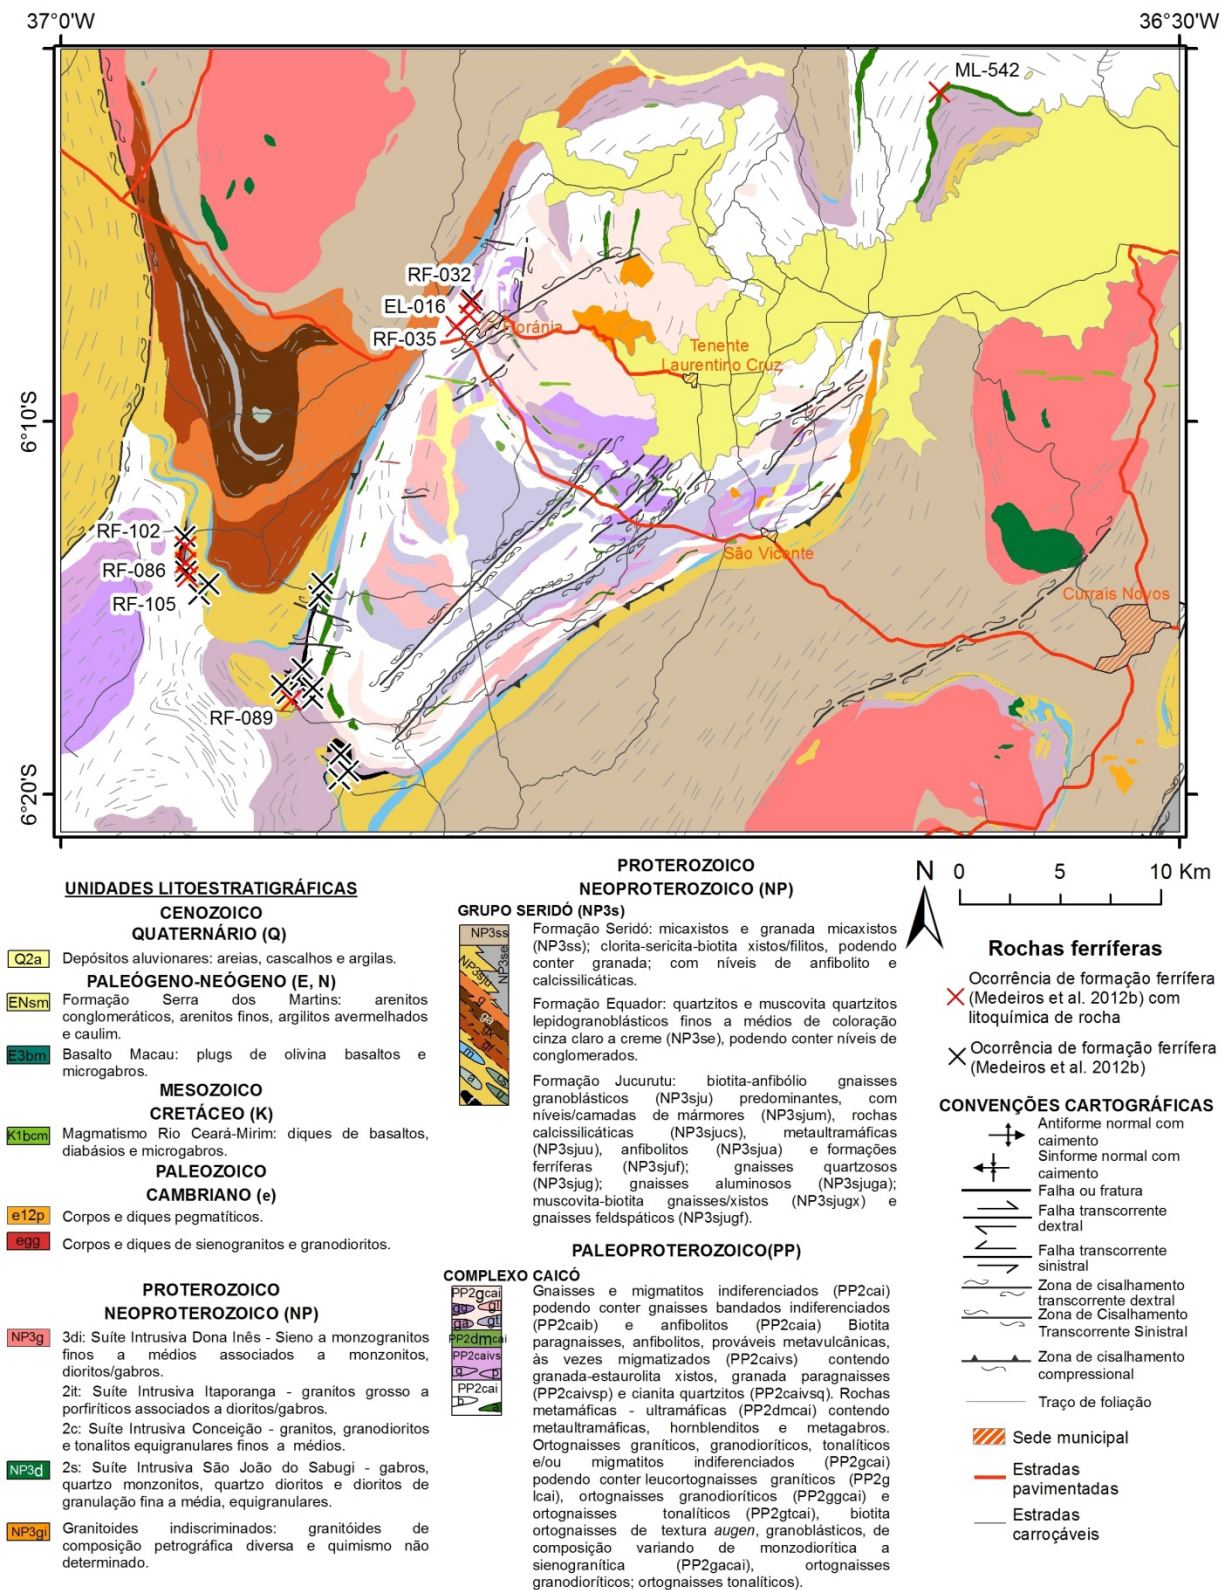 37°0'W
36°30'W
ML-542
RF-032
EL-016
RF-035
Florânia
Tenente
Laurentino Cruz
6°10'S
RF-102
RF-086
RF-105
São Vicente
Currais Novos
RF-089
6°20'S
UNIDADES LITOESTRATIGRÁFICAS
CENOZOICO
QUATERNÁRIO (Q)
Q2a
Depósitos aluvionares: areias, cascalhos e argilas.
PALEÓGENO-NEÓGENO (E, N)
ENsm
Formação Serra dos Martins: arenitos
conglomeráticos, arenitos finos, argilitos avermelhados
e caulim.
E3bm
Basalto Macau: plugs de olivina basaltos e
microgabros.
MESOZOICO
CRETÁCEO (K)
K1bcm
Magmatismo Rio Ceará-Mirim: diques de basaltos,
diabásios e microgabros.
PALEOZOICO
CAMBRIANO (e)
e12p
Corpos e diques pegmatíticos.
egg
Corpos e diques de sienogranitos e granodioritos.
PROTEROZOICO
NEOPROTEROZOICO (NP)
NP3g
3di: Suíte Intrusiva Dona Inês - Sieno a monzogranitos
finos a médios associados a monzonitos,
dioritos/gabros.
2it: Suíte Intrusiva Itaporanga - granitos grosso a
porfiríticos associados a dioritos/gabros.
2c: Suíte Intrusiva Conceição - granitos, granodioritos
e tonalitos equigranulares finos a médios.
NP3d
2s: Suíte Intrusiva São João do Sabugi - gabros,
quartzo monzonitos, quartzo dioritos e dioritos de
granulação fina a média, equigranulares.
NP3gi
Granitoides indiscrimados: granitóides de
composição petrográfica diversa e quimismo não
determinado.
PROTEROZOICO
NEOPROTEROZOICO (NP)
GRUPO SERIDÓ (NP3s)
NP3ss
NP3se
NP3sju
g
ga
gx
gf
m
a
cs
u
f
Formação Seridó: micaxistos e granada micaxistos
(NP3ss); clorita-sericita-biotita xistos/filitos, podendo
conter granada; com níveis de anfibolito e
calcissilicáticas.
Formação Equador: quartzitos e muscovita quartzitos
lepidogranoblásticos finos a médios de coloração
cinza claro a creme (NP3se), podendo conter níveis de
conglomerados.
Formação Jucurutu: biotita-anfibólio gnaisses
granoblásticos (NP3sju) predominantes, com
níveis/camadas de mármores (NP3sjum), rochas
calcissilicáticas (NP3sjucs), metaultramáficas
(NP3sjuu), anfibolitos (NP3sjua) e formações
ferríferas (NP3sjuf); gnaisses quartzosos
(NP3sjug); gnaisses aluminosos (NP3sjuga);
muscovita-biotita gnaisses/xistos (NP3sjugx) e
gnaisses feldspáticos (NP3sjugf).
PALEOPROTEROZOICO(PP)
COMPLEXO CAICÓ
PP2gcai
gg
gl
ga
gt
PP2dmcai
PP2caivs
q
p
PP2cai
b
a
Gnaisses e migmatitos indiferenciados (PP2cai)
podendo conter gnaisses bandados indiferenciados
(PP2caib) e anfibolitos (PP2caia) Biotita
paragnaisses, anfibolitos, prováveis metavulcânicas,
às vezes migmatizados (PP2caivs) contendo
granada-estaurolita xistos, granada paragnaisses
(PP2caivsp) e cianita quartzitos (PP2caivsq). Rochas
metamáficas - ultramáficas (PP2dmcai) contendo
metaultramáficas, hornblenditos e metagabros.
Ortognaisses graníticos, granodioríticos, tonalíticos
e/ou migmatitos indiferenciados (PP2gcai)
podendo conter leucortognaisses graníticos (PP2g
lcai), ortognaisses granodioríticos (PP2ggcai) e
ortognaisses tonalíticos (PP2gtcai), biotita
ortognaisses de textura augen, granoblásticos, de
composição variando de monzodiorítica a
sienogranítica (PP2gacai), ortognaisses
granodioríticos; ortognaisses tonalíticos).
N
0 5 10 Km
Rochas ferríferas
Ocorrência de formação ferrífera
(Medeiros et al. 2012b) com
litoquímica de rocha
Ocorrência de formação ferrífera
(Medeiros et al. 2012b)
CONVENÇÕES CARTOGRÁFICAS
Antiforme normal com
caimento
Sinforme normal com
caimento
Falha ou fratura
Falha transcorrente
dextral
Falha transcorrente
sinistral
Zona de cisalhamento
transcorrente dextral
Zona de Cisalhamento
Transcorrente Sinistral
Zona de cisalhamento
compressional
Traço de foliação
Sede municipal
Estradas
pavimentadas
Estradas
carroçáveis